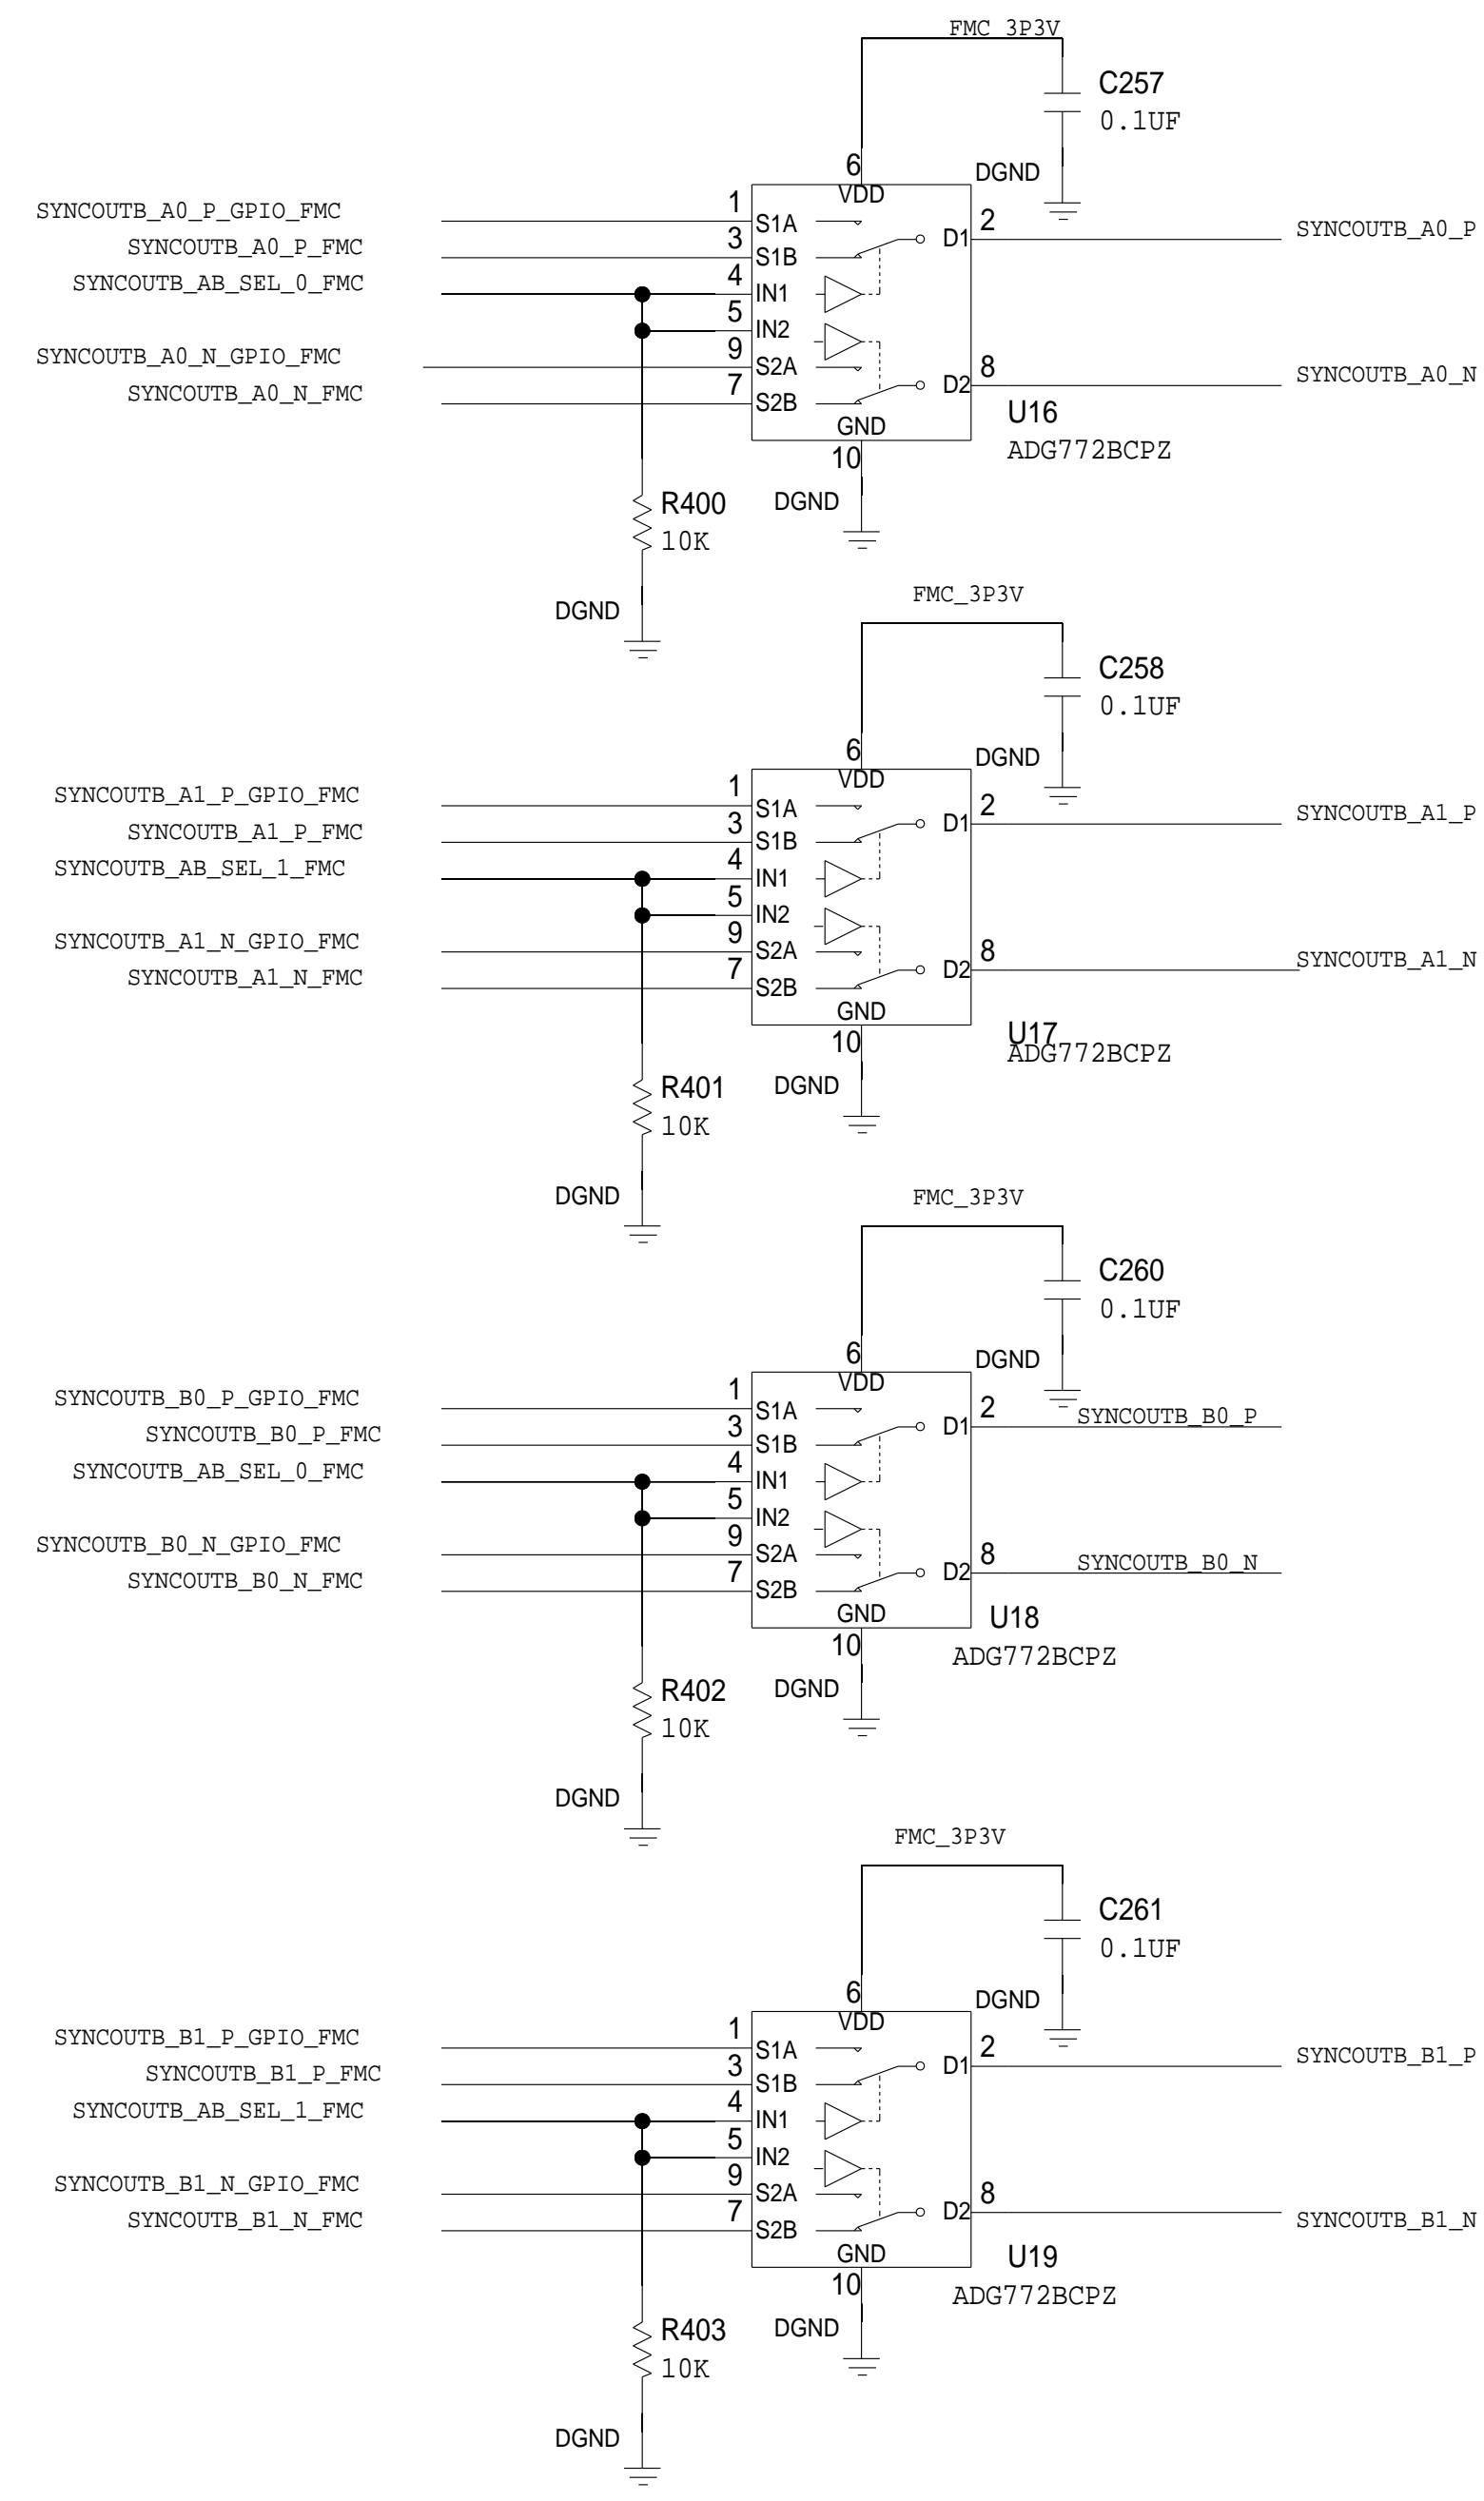 FMC_3P3V
C257
0.1UF
6
DGND
VDD
SYNCOUTB_A0_P_GPIO_FMC
1
S1A
2
SYNCOUTB_A0_P
SYNCOUTB_A0_P_FMC
3
S1B
D1
SYNCOUTB_AB_SEL_0_FMC
4
IN1
5
IN2
SYNCOUTB_A0_N_GPIO_FMC
9
S2A
8
SYNCOUTB_A0_N
SYNCOUTB_A0_N_FMC
7
S2B
D2
GND
U16
10
ADG772BCPZ
R400
DGND
10K
DGND
FMC_3P3V
C258
0.1UF
6
DGND
VDD
SYNCOUTB_A1_P_GPIO_FMC
1
S1A
2
SYNCOUTB_A1_P
SYNCOUTB_A1_P_FMC
3
S1B
D1
SYNCOUTB_AB_SEL_1_FMC
4
IN1
5
IN2
SYNCOUTB_A1_N_GPIO_FMC
9
S2A
8
SYNCOUTB_A1_N
SYNCOUTB_A1_N_FMC
7
S2B
D2
GND
U17
10
ADG772BCPZ
R401
DGND
10K
DGND
FMC_3P3V
C260
0.1UF
6
DGND
VDD
SYNCOUTB_B0_P_GPIO_FMC
1
S1A
2
SYNCOUTB_B0_P
SYNCOUTB_B0_P_FMC
3
S1B
D1
SYNCOUTB_AB_SEL_0_FMC
4
IN1
5
IN2
SYNCOUTB_B0_N_GPIO_FMC
9
S2A
8
SYNCOUTB_B0_N
SYNCOUTB_B0_N_FMC
7
S2B
D2
GND
U18
10
ADG772BCPZ
R402
DGND
10K
DGND
FMC_3P3V
C261
0.1UF
6
DGND
VDD
SYNCOUTB_B1_P_GPIO_FMC
1
S1A
2
SYNCOUTB_B1_P
SYNCOUTB_B1_P_FMC
3
S1B
D1
SYNCOUTB_AB_SEL_1_FMC
4
IN1
5
IN2
SYNCOUTB_B1_N_GPIO_FMC
9
S2A
8
SYNCOUTB_B1_N
SYNCOUTB_B1_N_FMC
7
S2B
D2
GND
U19
10
ADG772BCPZ
R403
DGND
10K
DGND